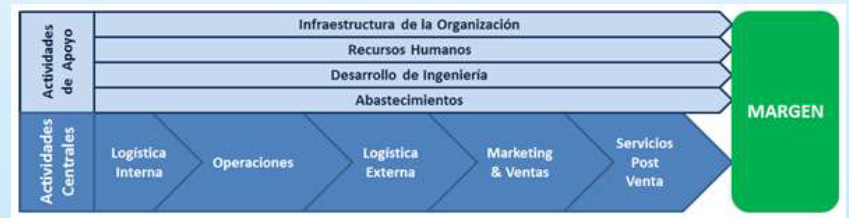 Actividades
de Apoyo
Infraestructura de la Organización
Recursos Humanos
Desarrollo de Ingeniería
Abastecimientos
Actividades
Centrales
Logística
Interna
Operaciones
Logística
Externa
Marketing
& Ventas
Servicios
Post
Venta
MARGEN